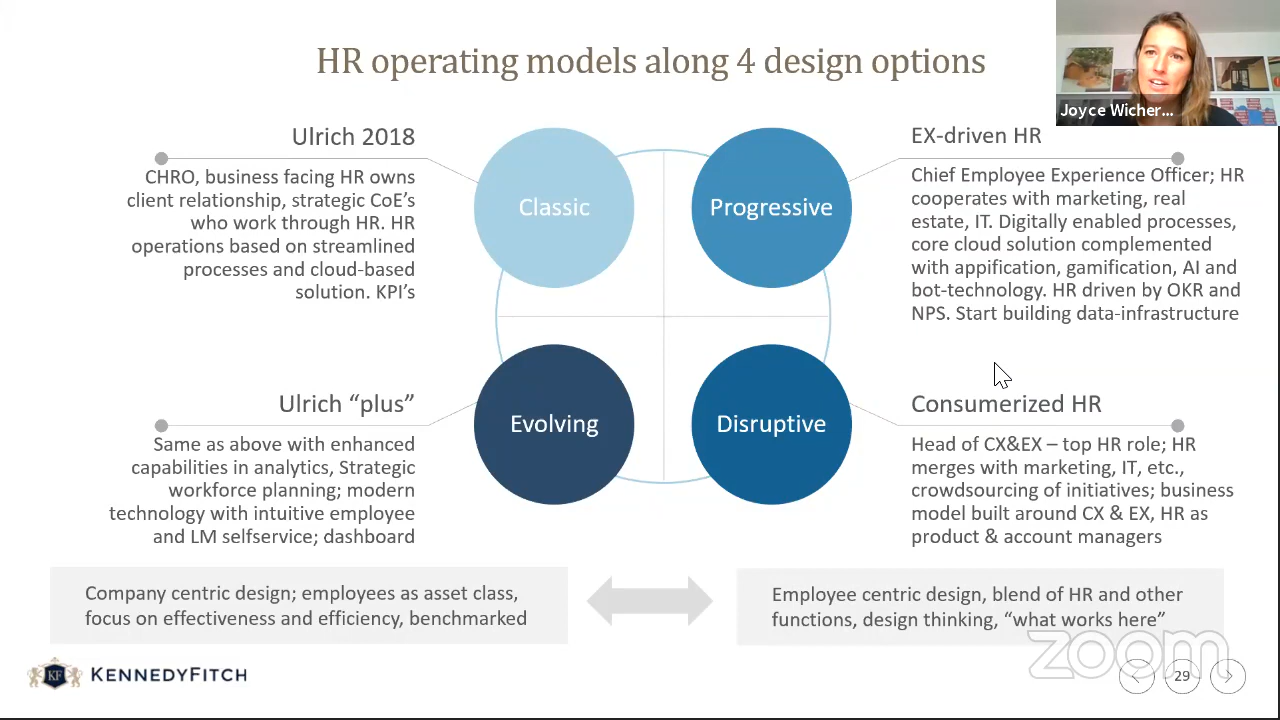 HR operating models along 4 design options
Joyce Wicher...
Ulrich 2018
CHRO, business facing HR owns
client relationship, strategic CoE's
who work through HR. HR
operations based on streamlined
processes and cloud-based
solution. KPI's
Classic
Progressive
EX-driven HR
Chief Employee Experience Officer; HR
cooperates with marketing, real
estate, IT. Digitally enabled processes,
core cloud solution complemented
with appification, gamification, AI and
bot-technology. HR driven by OKR and
NPS. Start building data-infrastructure
Ulrich “plus”
Same as above with enhanced
capabilities in analytics, Strategic
workforce planning; modern
technology with intuitive employee
and LM selfservice; dashboard
Evolving
Disruptive
Consumerized HR
Head of CX&EX – top HR role; HR
merges with marketing, IT, etc.,
crowdsourcing of initiatives; business
model built around CX & EX, HR as
product & account managers
Company centric design; employees as asset class,
focus on effectiveness and efficiency, benchmarked
Employee centric design, blend of HR and other
functions, design thinking, “what works here”
KF
KENNEDYFITCH
zoom
29